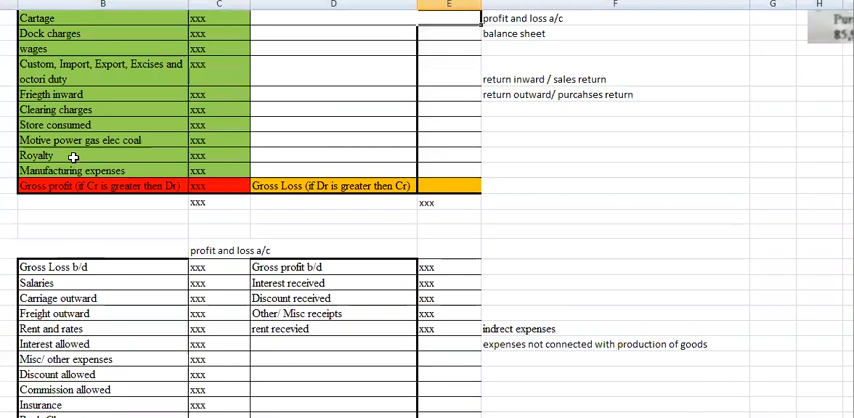 B C D E F G H
Cartage xxx profit and loss a/c
Dock charges xxx balance sheet
wages xxx
Custom, Import, Export, Excises and xxx
octori duty return inward / sales return
Friegth inward xxx return outward/ purcahses return
Clearing charges xxx
Store consumed xxx
Motive power gas elec coal xxx
Royalty xxx
Manufacturing expenses xxx
Gross profit (if Cr is greater then Dr) xxx Gross Loss (if Dr is greater then Cr)
xxx xxx
profit and loss a/c
Gross Loss b/d xxx Gross profit b/d xxx
Salaries xxx Interest received xxx
Carriage outward xxx Discount received xxx
Freight outward xxx Other/ Misc receipts xxx
Rent and rates xxx rent recevied xxx indrect expenses
Interest allowed xxx expenses not connected with production of goods
Misc/ other expenses xxx
Discount allowed xxx
Commission allowed xxx
Insurance xxx